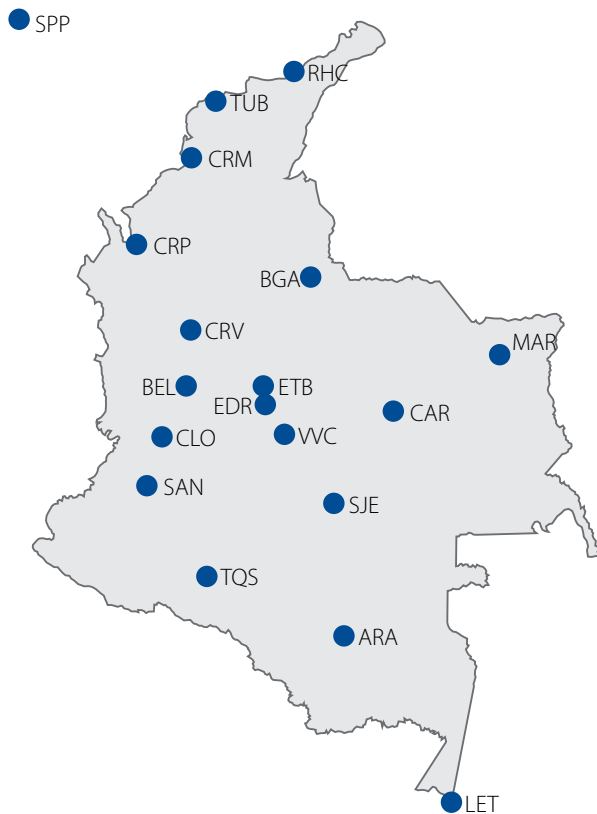 SPP
RHC
TUB
CRM
CRP
BGA
CRV
MAR
BEL
ETB
EDR
CAR
CLO
VVC
SAN
SJE
TQS
ARA
LET